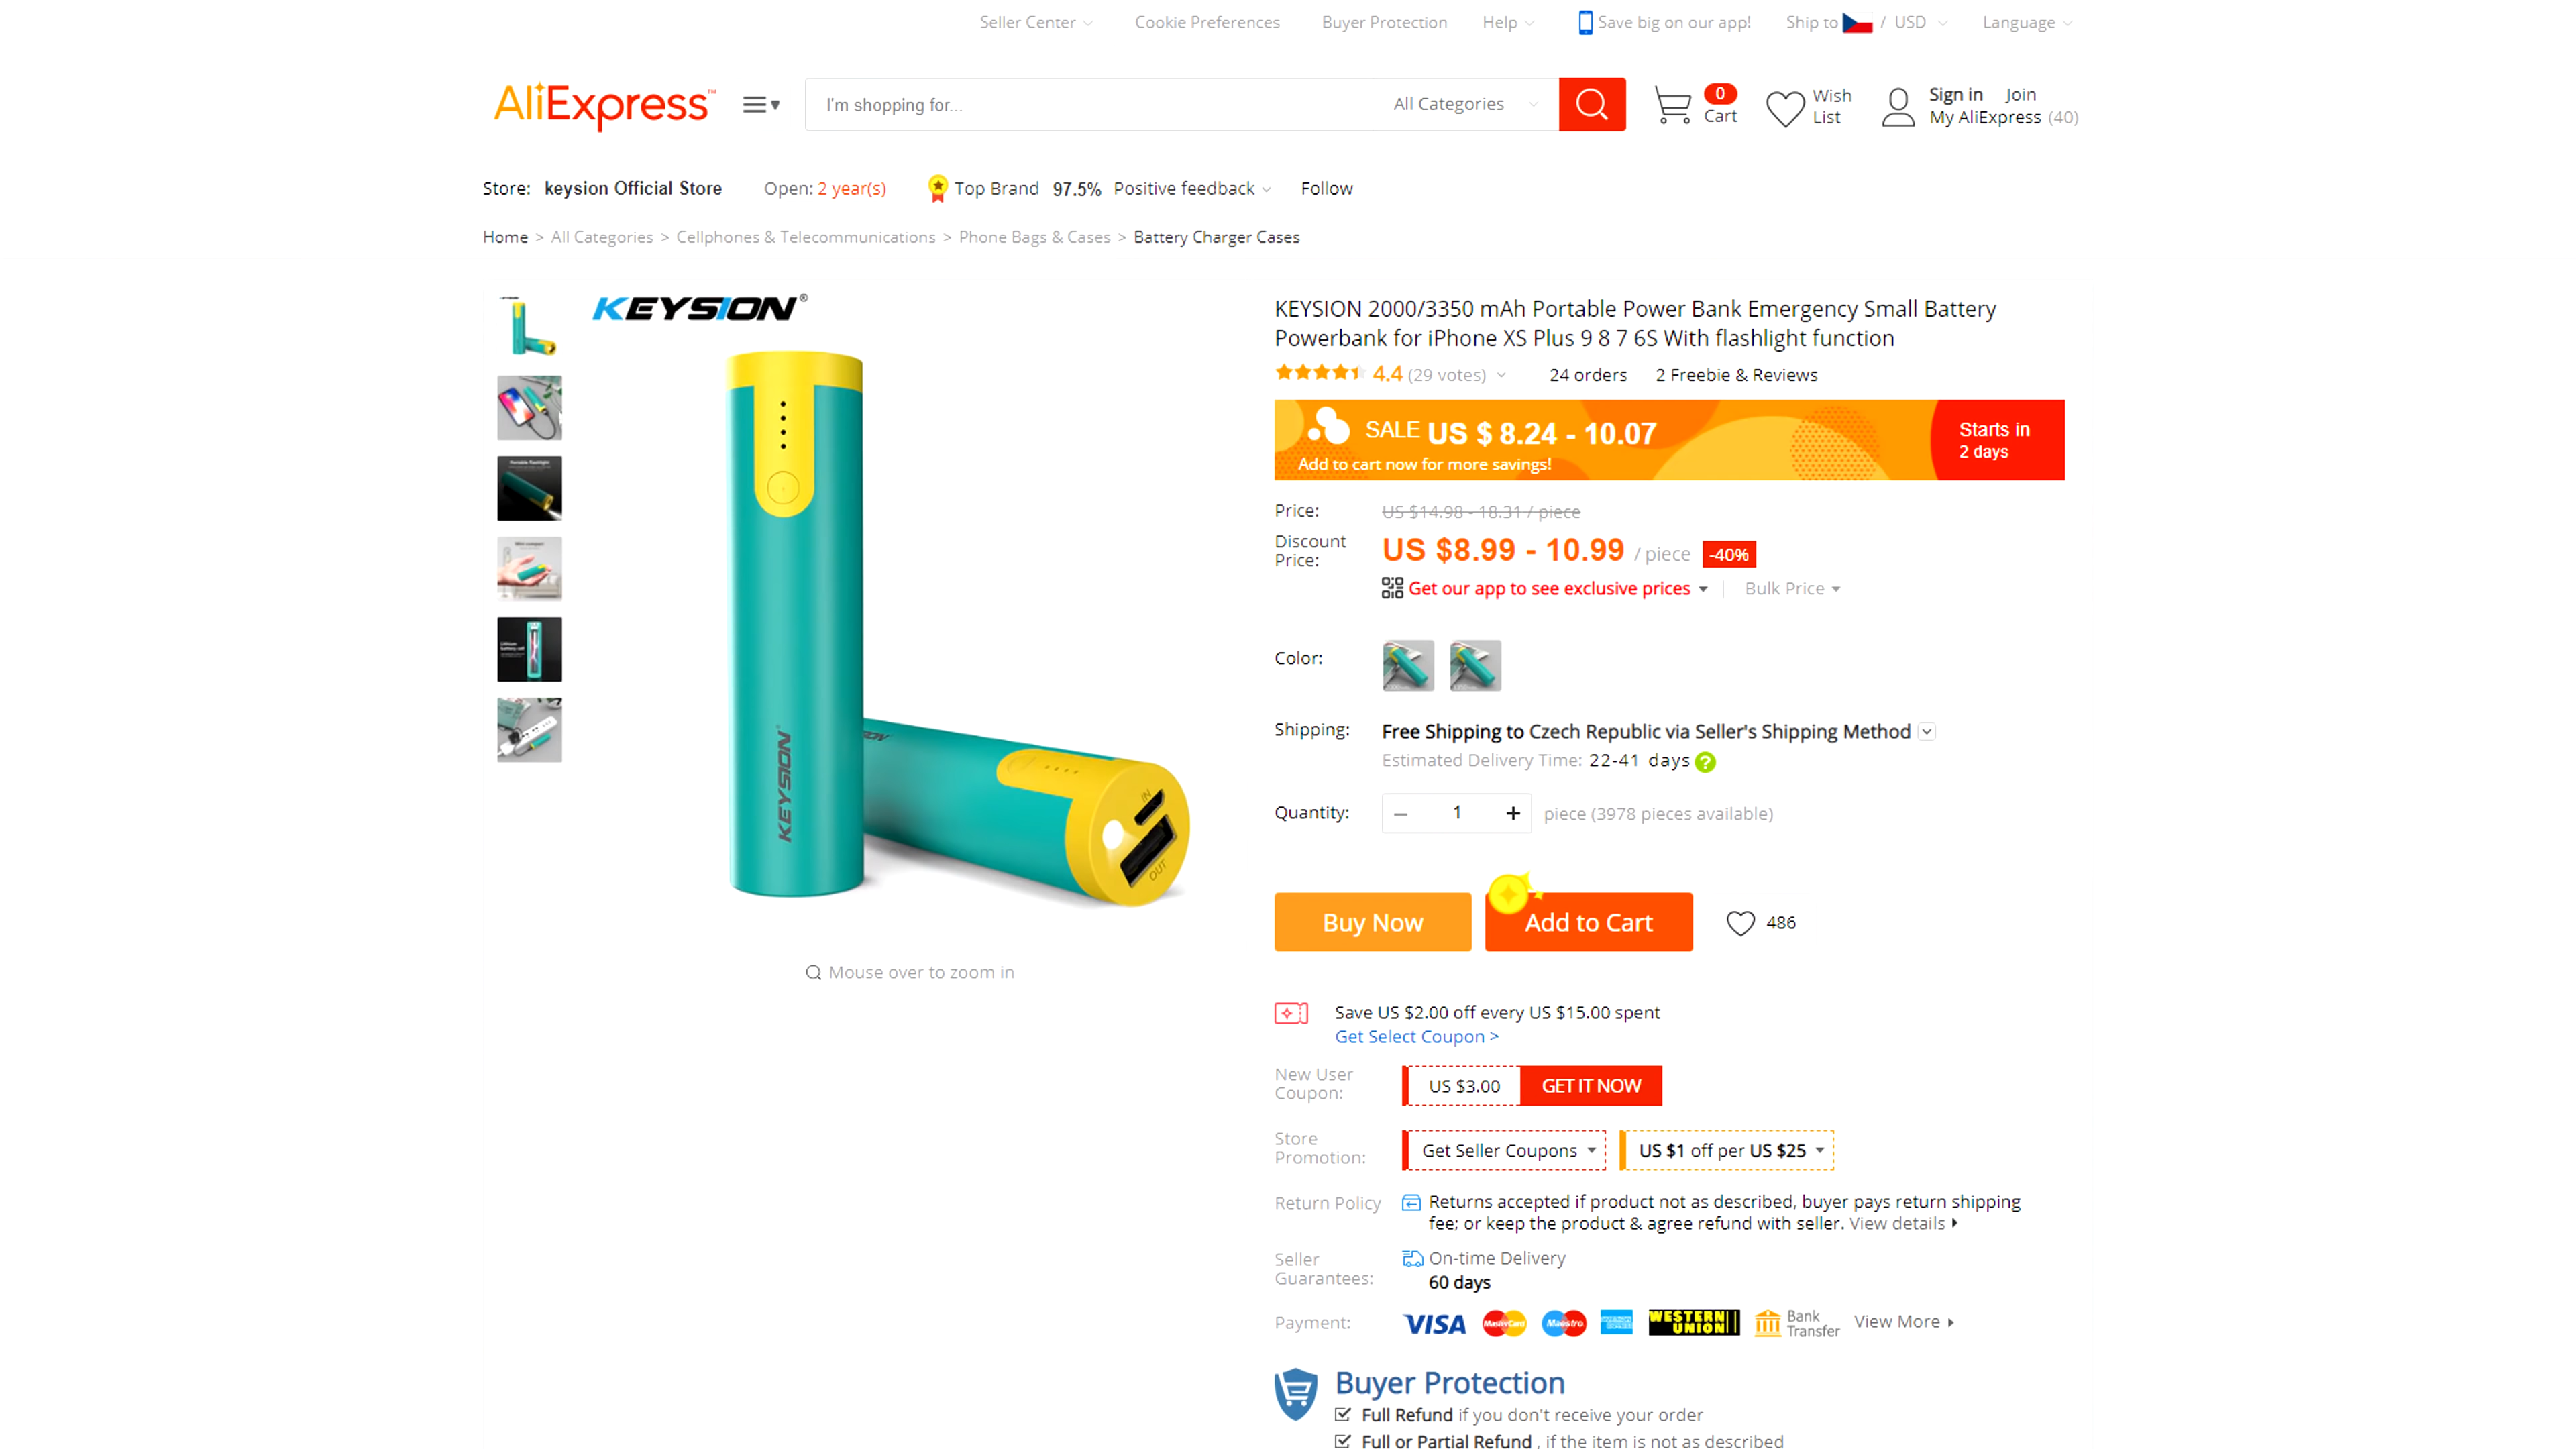 Seller Center
Cookie Preferences
Buyer Protection
Help
Save big on our app!
Ship to / USD
Language
AliExpress™
I'm shopping for...
All Categories
0
Cart
Wish
List
Sign in Join
My AliExpress (40)
Store: keysion Official Store
Open: 2 year(s)
Top Brand 97.5% Positive feedback
Follow
Home > All Categories > Cellphones & Telecommunications > Phone Bags & Cases > Battery Charger Cases
KEYSION®
KEYSION
IN
OUT
Mouse over to zoom in
KEYSION 2000/3350 mAh Portable Power Bank Emergency Small Battery
Powerbank for iPhone XS Plus 9 8 7 6S With flashlight function
4.4 (29 votes) 24 orders 2 Freebie & Reviews
SALE US $ 8.24 - 10.07
Add to cart now for more savings!
Starts in
2 days
Price: US $14.98 - 18.31 / piece
Discount
Price:
US $8.99 - 10.99 / piece -40%
Get our app to see exclusive prices
Bulk Price
Color:
Shipping: Free Shipping to Czech Republic via Seller's Shipping Method
Estimated Delivery Time: 22-41 days ?
Quantity: – 1 + piece (3978 pieces available)
Buy Now
Add to Cart
486
Save US $2.00 off every US $15.00 spent
Get Select Coupon >
New User
Coupon:
US $3.00 GET IT NOW
Store
Promotion:
Get Seller Coupons
US $1 off per US $25
Return Policy
Returns accepted if product not as described, buyer pays return shipping
fee; or keep the product & agree refund with seller. View details
Seller
Guarantees:
On-time Delivery
60 days
Payment:
VISA
MasterCard
Maestro
WESTERN
UNION
Bank
Transfer
View More
Buyer Protection
Full Refund if you don't receive your order
Full or Partial Refund , if the item is not as described